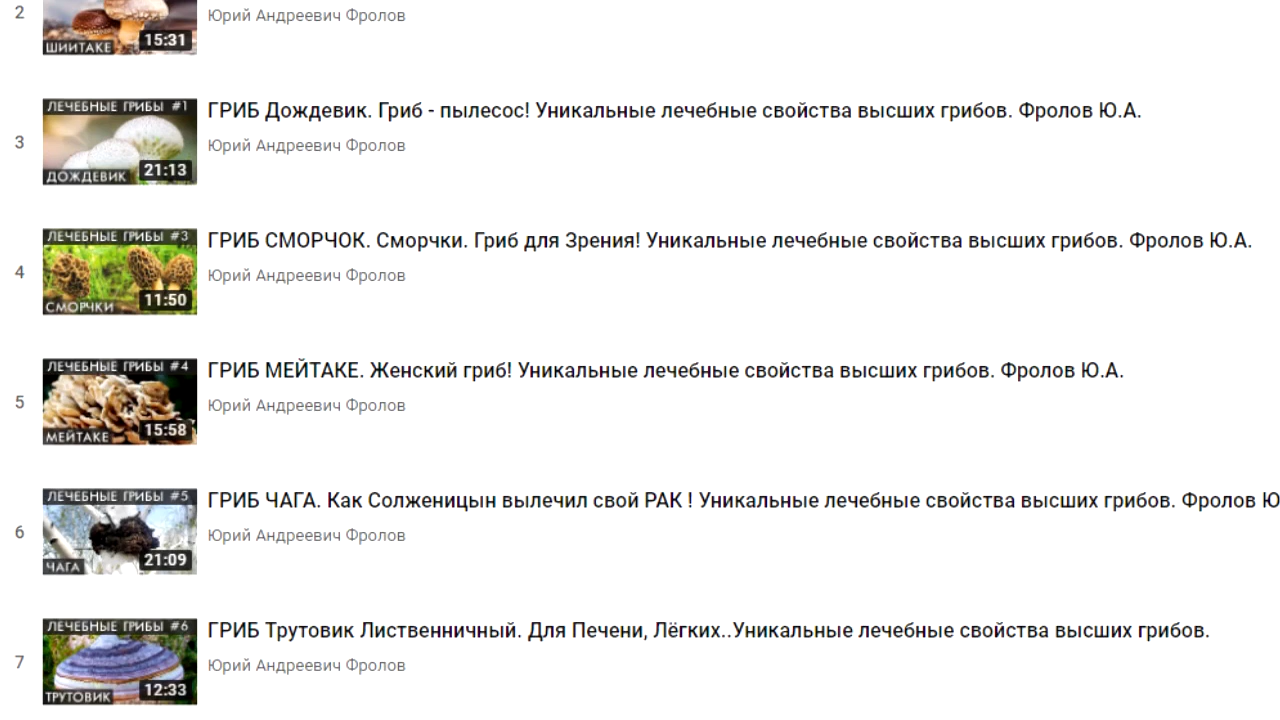 2
ШИИТАКЕ
15:31
Юрий Андреевич Фролов
3
ЛЕЧЕБНЫЕ ГРИБЫ #1
ДОЖДЕВИК
21:13
ГРИБ Дождевик. Гриб - пылесос! Уникальные лечебные свойства высших грибов. Фролов Ю.А.
Юрий Андреевич Фролов
4
ЛЕЧЕБНЫЕ ГРИБЫ #3
СМОРЧКИ
11:50
ГРИБ СМОРЧОК. Сморчки. Гриб для Зрения! Уникальные лечебные свойства высших грибов. Фролов Ю.А.
Юрий Андреевич Фролов
5
ЛЕЧЕБНЫЕ ГРИБЫ #4
МЕЙТАКЕ
15:58
ГРИБ МЕЙТАКЕ. Женский гриб! Уникальные лечебные свойства высших грибов. Фролов Ю.А.
Юрий Андреевич Фролов
6
ЛЕЧЕБНЫЕ ГРИБЫ #5
ЧАГА
21:09
ГРИБ ЧАГА. Как Солженицын вылечил свой РАК ! Уникальные лечебные свойства высших грибов. Фролов Ю
Юрий Андреевич Фролов
7
ЛЕЧЕБНЫЕ ГРИБЫ #6
ТРУТОВИК
12:33
ГРИБ Трутовик Лиственничный. Для Печени, Лёгких..Уникальные лечебные свойства высших грибов.
Юрий Андреевич Фролов